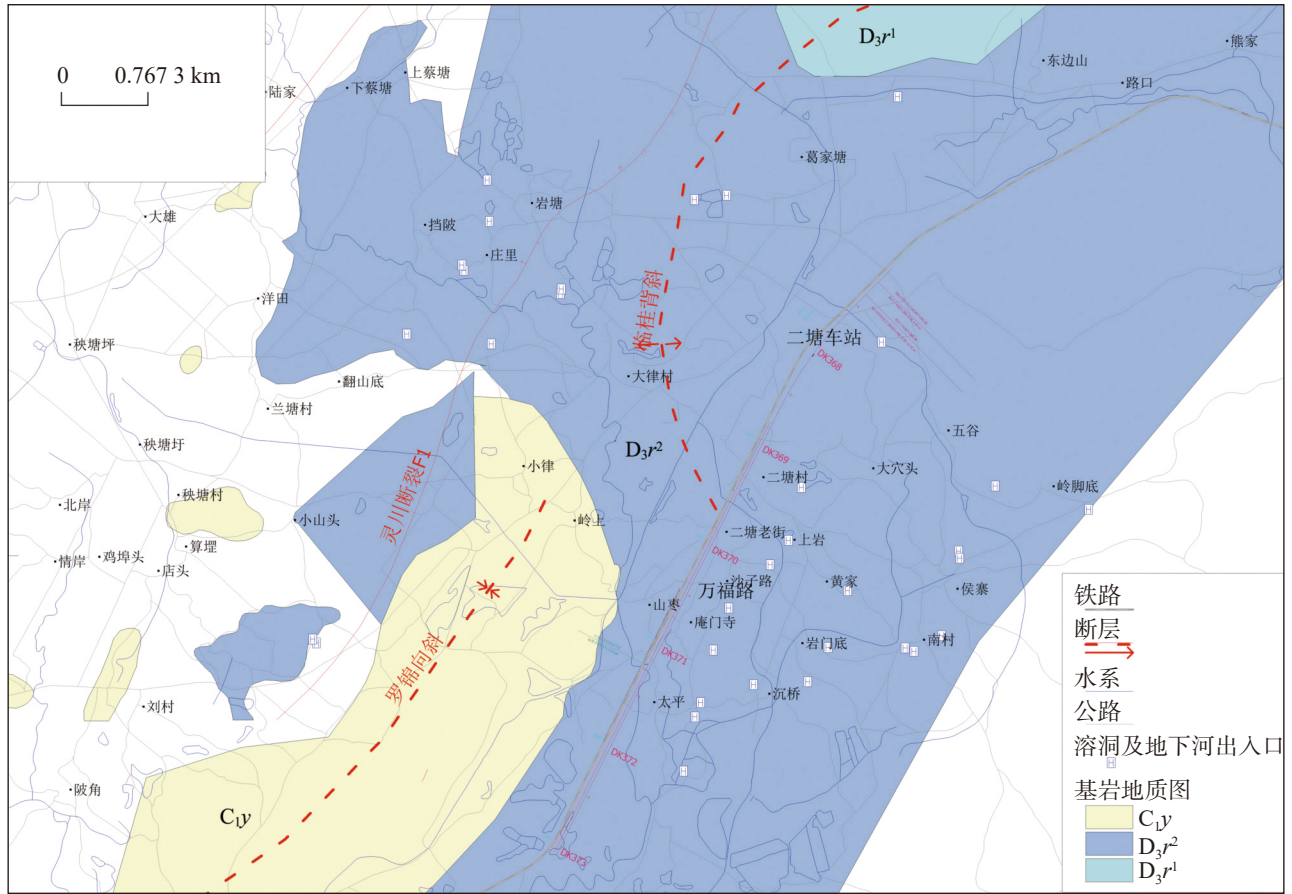 D₃r¹
熊家
东边山
路口
0 0.767 3 km
上蔡塘
下蔡塘
陆家
葛家塘
岩塘
大雄
挡陂
庄里
洋田
临桂背斜
二塘车站
秧塘坪
DK368
大律村
翻山底
兰塘村
五谷
秧塘圩
D₃r²
DK369
小律
大穴头
二塘村
岭脚底
秧塘村
北岸
灵川断裂F1
小山头
岭上
二塘老街
上岩
算堽
鸡埠头
情岸
店头
DK370
沙子路
黄家
万福路
侯寨
山枣
庵门寺
岩门底
南村
DK371
罗锦向斜
太平
沉桥
刘村
DK372
陂角
C₁y
DK373
铁路
断层
水系
公路
溶洞及地下河出入口
H
基岩地质图
C₁y
D₃r²
D₃r¹